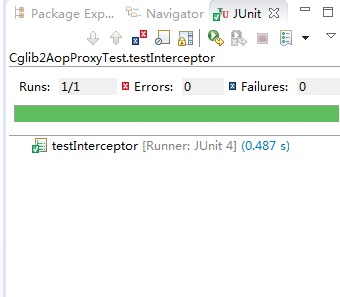 Package Exp... Navigator JUnit
Cglib2AopProxyTest.testInterceptor
Runs: 1/1 Errors: 0 Failures: 0
testInterceptor [Runner: JUnit 4] (0.487 s)